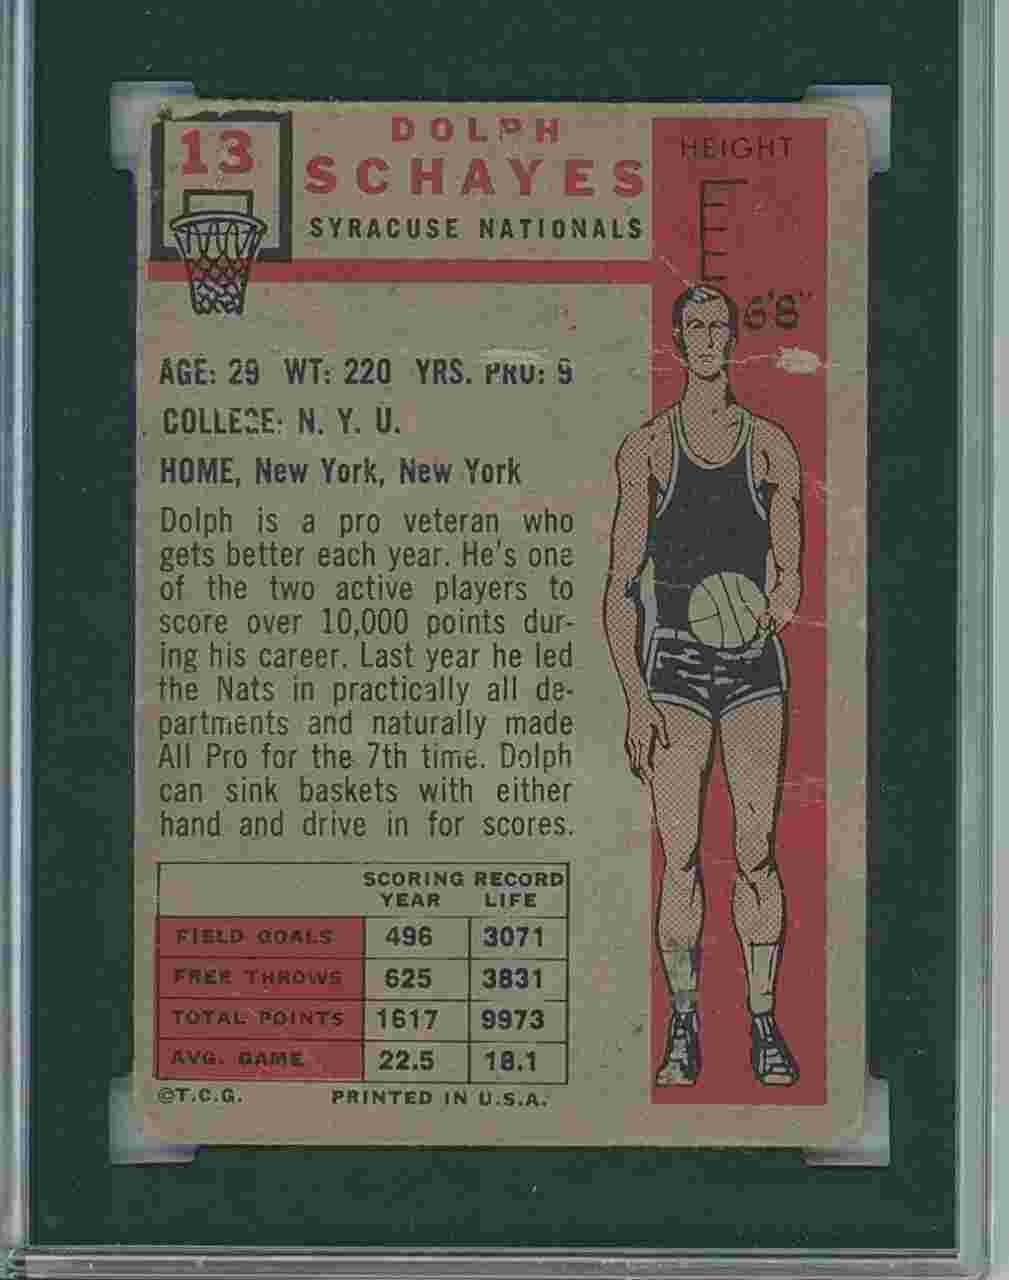 13
DOLPH
SCHAYES
SYRACUSE NATIONALS
HEIGHT
6'8"
AGE: 29 WT: 220 YRS. PRO: 9
COLLEGE: N. Y. U.
HOME, New York, New York
Dolph is a pro veteran who
gets better each year. He's one
of the two active players to
score over 10,000 points dur-
ing his career. Last year he led
the Nats in practically all de-
partments and naturally made
All Pro for the 7th time. Dolph
can sink baskets with either
hand and drive in for scores.
SCORING RECORD
YEAR LIFE
FIELD GOALS 496 3071
FREE THROWS 625 3831
TOTAL POINTS 1617 9973
AVG. GAME 22.5 18.1
©T.C.G. PRINTED IN U.S.A.